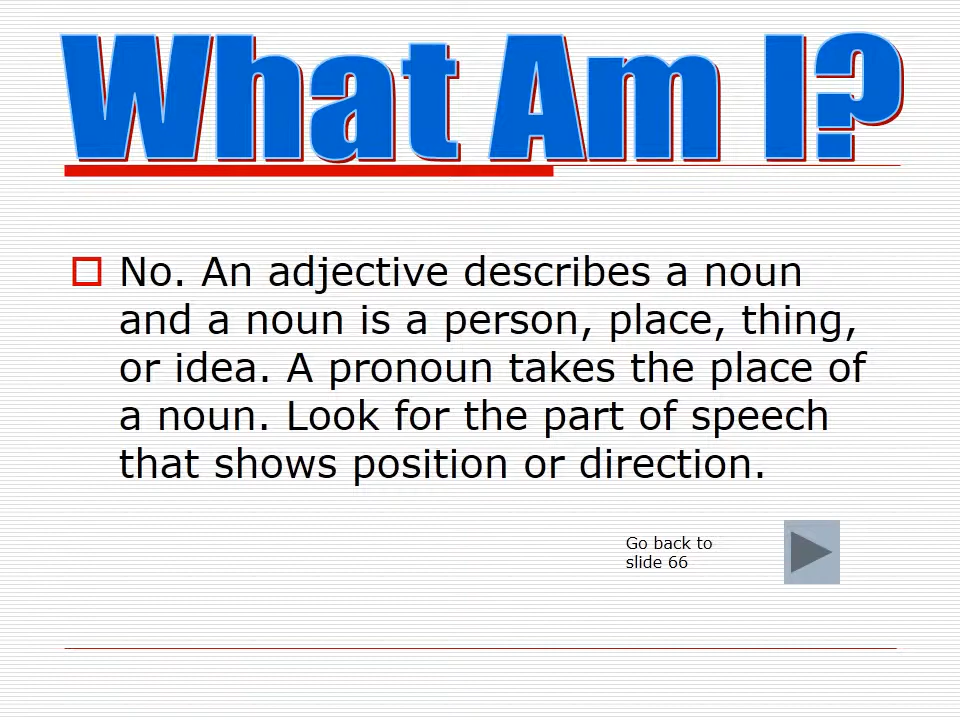 What Am I?
No. An adjective describes a noun
and a noun is a person, place, thing,
or idea. A pronoun takes the place of
a noun. Look for the part of speech
that shows position or direction.
Go back to
slide 66